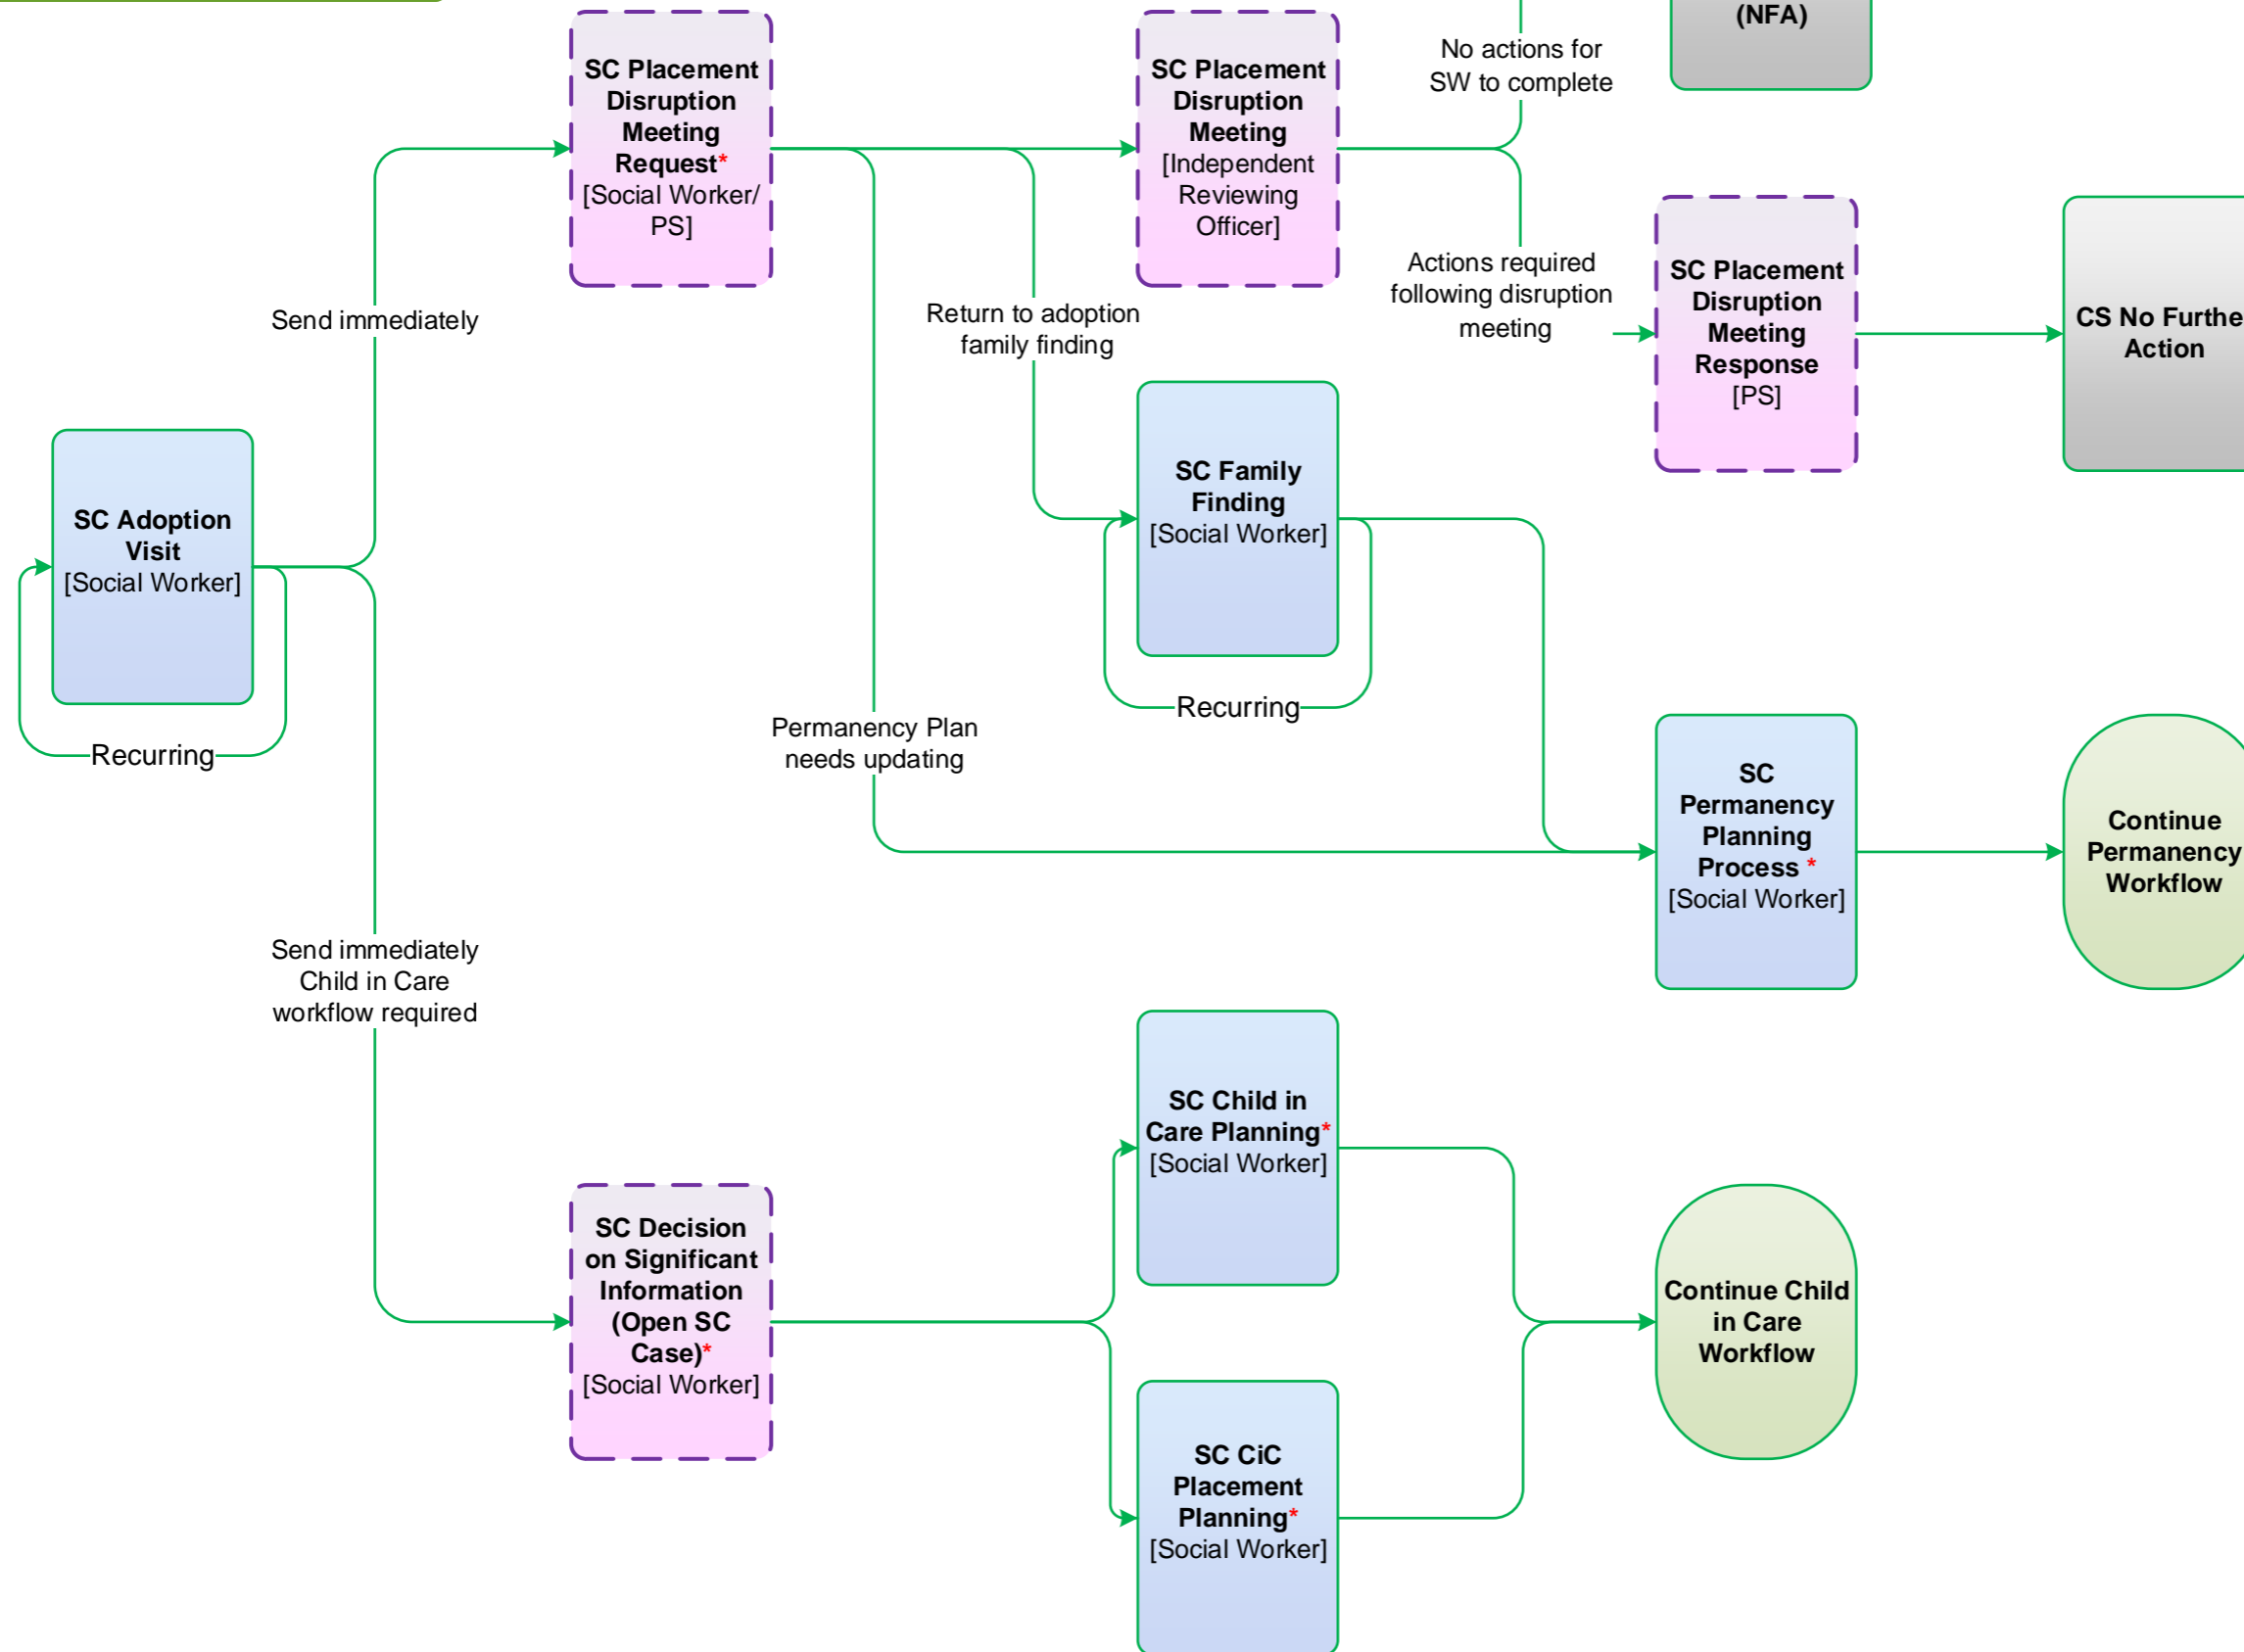 (NFA)
No actions for
SW to complete
SC Placement
Disruption
Meeting
Request*
[Social Worker/
PS]
SC Placement
Disruption
Meeting
[Independent
Reviewing
Officer]
Send immediately
Return to adoption
family finding
Actions required
following disruption
meeting
SC Placement
Disruption
Meeting
Response
[PS]
CS No Furthe
Action
SC Adoption
Visit
[Social Worker]
Recurring
SC Family
Finding
[Social Worker]
Recurring
Permanency Plan
needs updating
SC
Permanency
Planning
Process *
[Social Worker]
Continue
Permanency
Workflow
Send immediately
Child in Care
workflow required
SC Decision
on Significant
Information
(Open SC
Case)*
[Social Worker]
SC Child in
Care Planning*
[Social Worker]
SC CiC
Placement
Planning*
[Social Worker]
Continue Child
in Care
Workflow